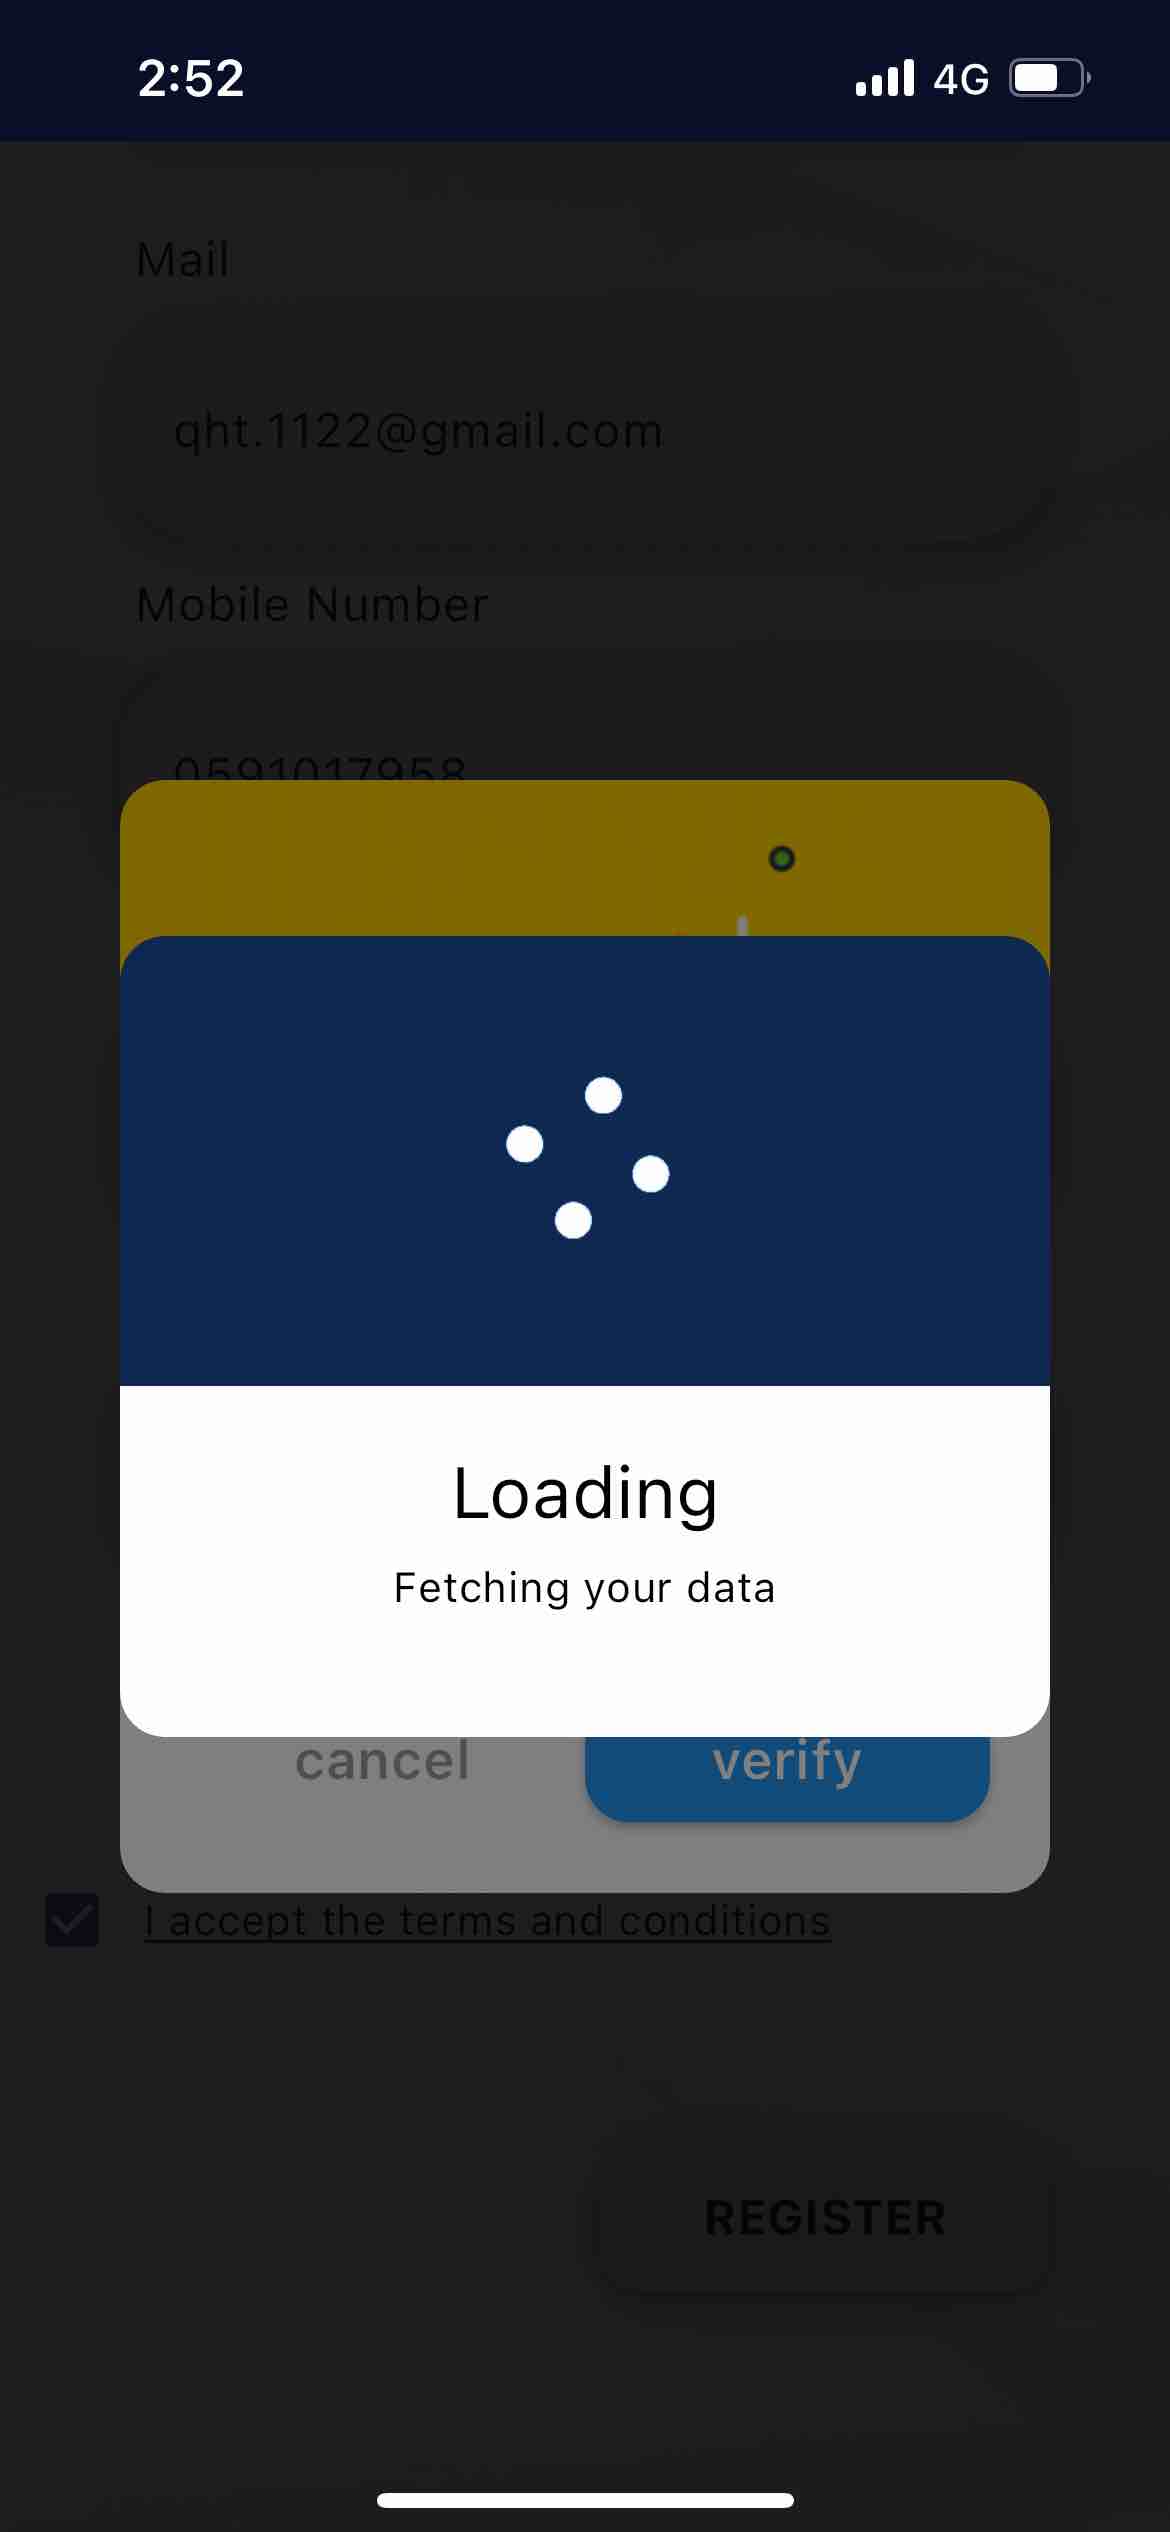 2:52
4G
Mail
qht.1122@gmail.com
Mobile Number
0591017958
Loading
Fetching your data
cancel
verify
I accept the terms and conditions
REGISTER